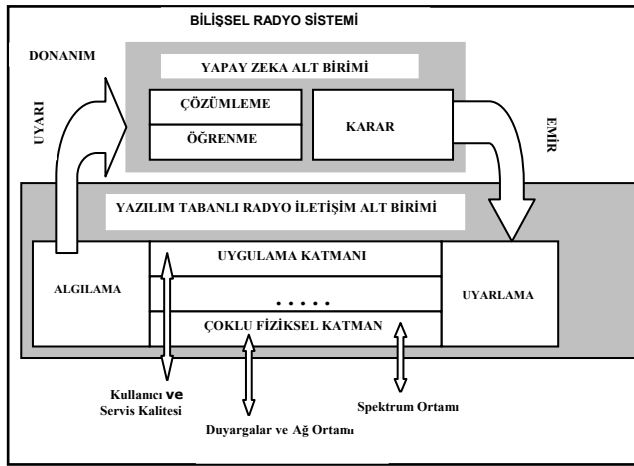 BİLİŞSEL RADYO SİSTEMİ
DONANIM
YAPAY ZEKA ALT BİRİMİ
UYARI
ÇÖZÜMLEME
ÖĞRENME
KARAR
EMİR
YAZILIM TABANLI RADYO İLETİŞIM ALT BİRİMİ
ALGILAMA
UYGULAMA KATMANI
. . . . .
ÇOKLU FİZİKSEL KATMAN
UYARLAMA
Kullanıcı ve
Servis Kalitesi
Duyargalar ve Ağ Ortamı
Spektrum Ortamı